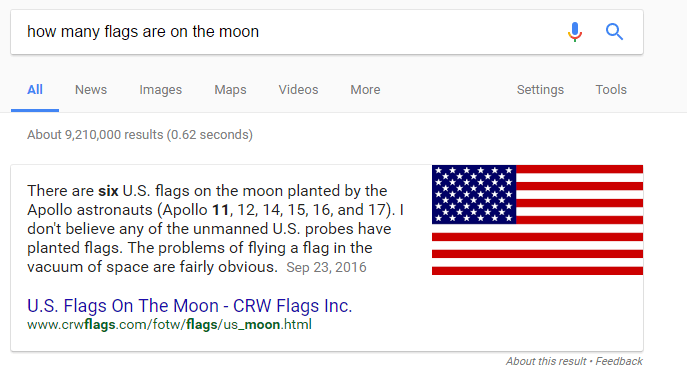 how many flags are on the moon
All News Images Maps Videos More Settings Tools
About 9,210,000 results (0.62 seconds)
There are six U.S. flags on the moon planted by the
Apollo astronauts (Apollo 11, 12, 14, 15, 16, and 17). I
don't believe any of the unmanned U.S. probes have
planted flags. The problems of flying a flag in the
vacuum of space are fairly obvious. Sep 23, 2016
U.S. Flags On The Moon - CRW Flags Inc.
www.crwflags.com/fotw/flags/us_moon.html
About this result • Feedback